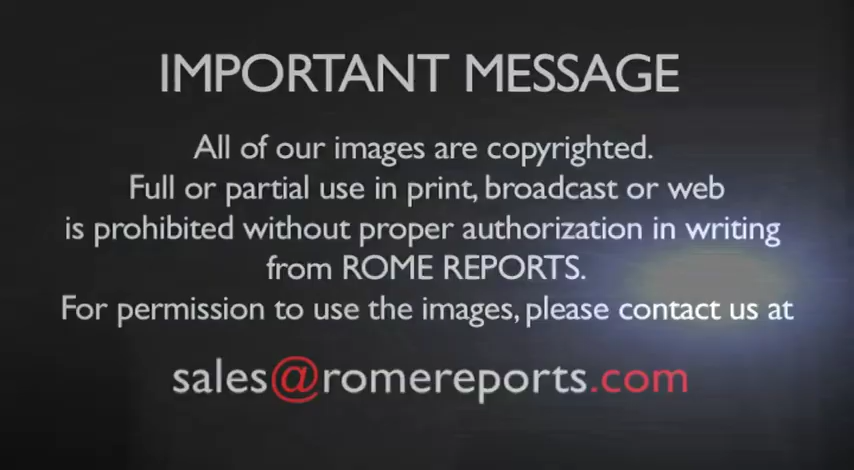 IMPORTANT MESSAGE
All of our images are copyrighted.
Full or partial use in print, broadcast or web
is prohibited without proper authorization in writing
from ROME REPORTS.
For permission to use the images, please contact us at
sales@romereports.com